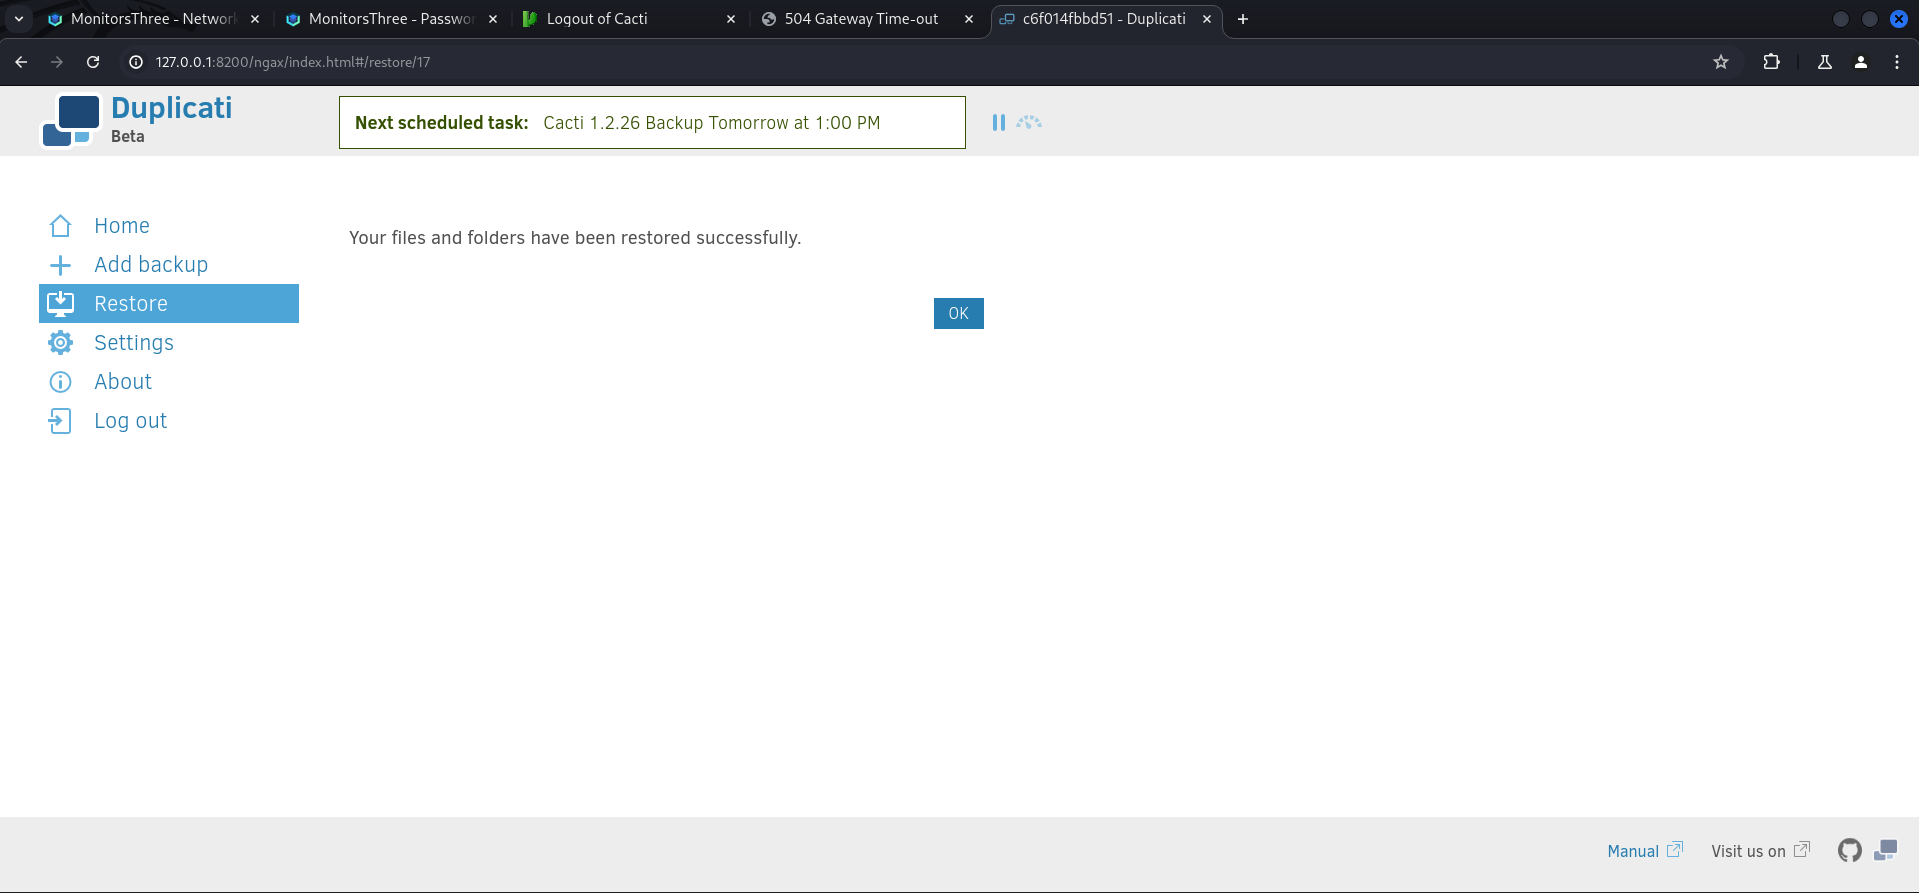 MonitorsThree - Network
MonitorsThree - Passwor
Logout of Cacti
504 Gateway Time-out
c6f014fbbd51 - Duplicati
127.0.0.1:8200/ngax/index.html#/restore/17
Duplicati
Beta
Next scheduled task: Cacti 1.2.26 Backup Tomorrow at 1:00 PM
Home
Add backup
Restore
Settings
About
Log out
Your files and folders have been restored successfully.
OK
Manual
Visit us on